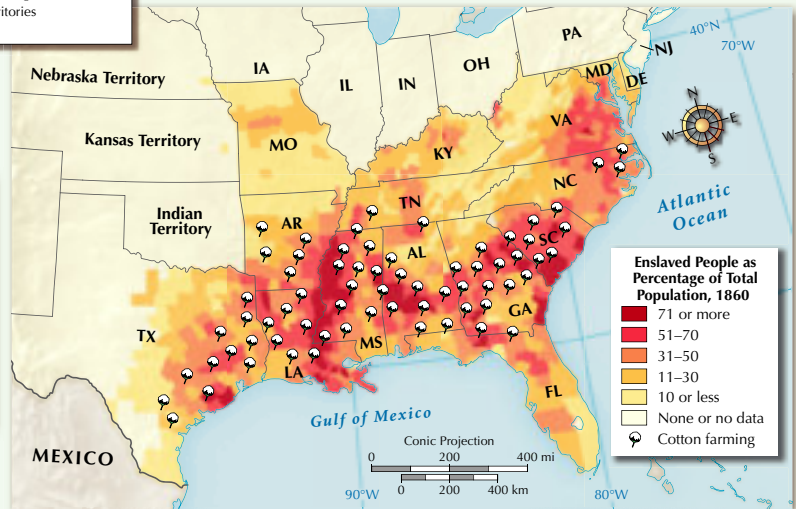 ritories
40°N
70°W
PA
NJ
IA
OH
MD
DE
Nebraska Territory
IL
IN
VA
Kansas Territory
MO
KY
N
E
W
S
NC
TN
Indian
Territory
AR
AL
SC
Atlantic
Ocean
GA
TX
MS
LA
FL
Gulf of Mexico
MEXICO
Enslaved People as
Percentage of Total
Population, 1860
71 or more
51–70
31–50
11–30
10 or less
None or no data
Cotton farming
Conic Projection
0 200 400 mi
0 200 400 km
90°W
80°W